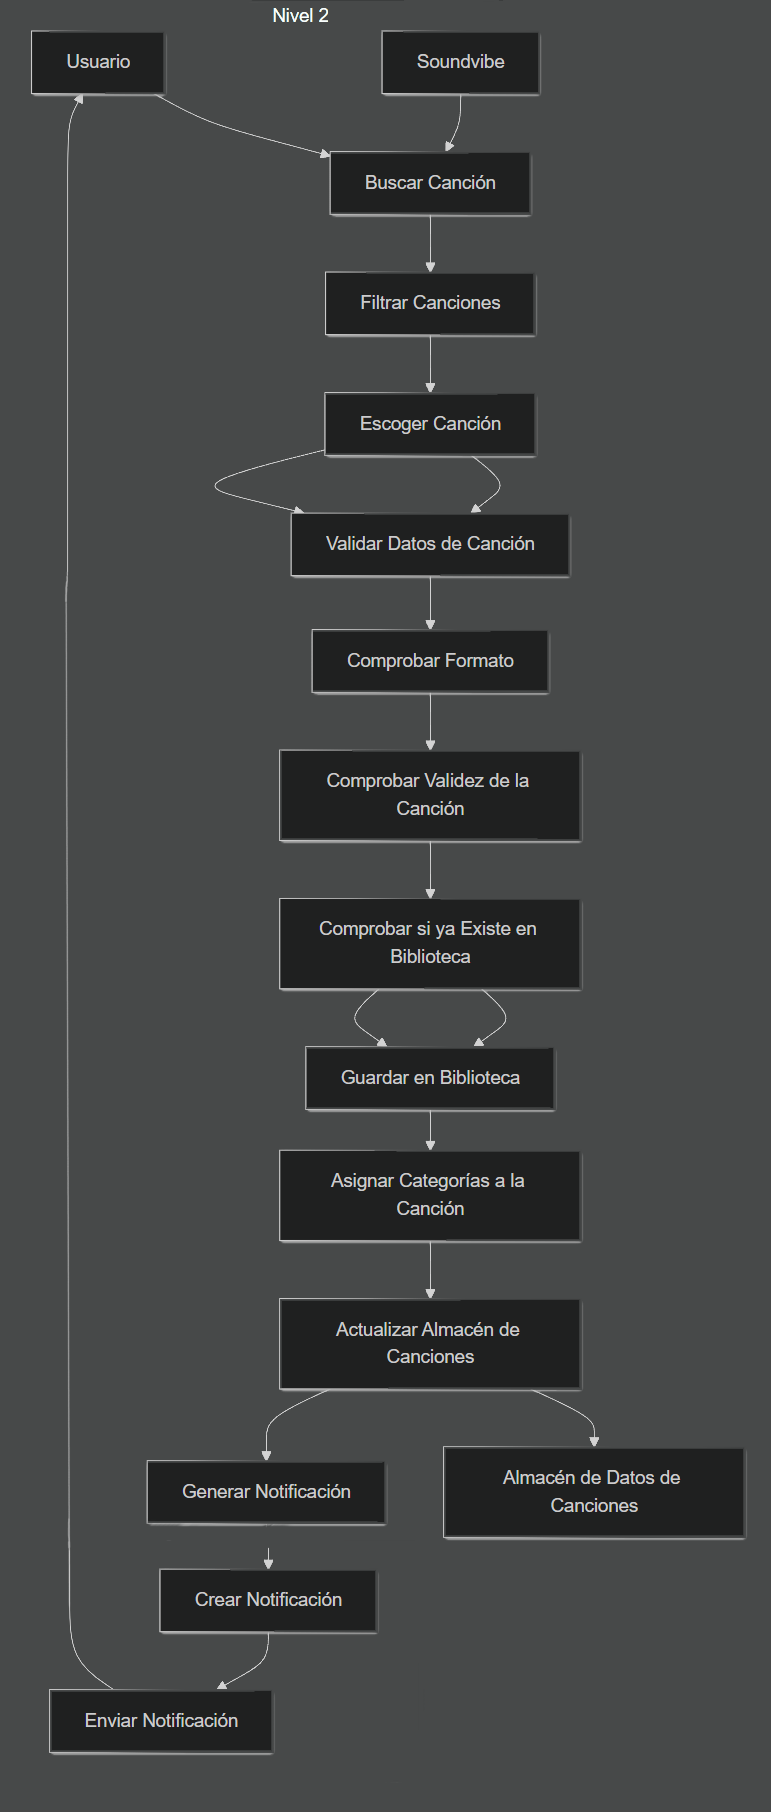 Nivel 2
Usuario
Soundvibe
Buscar Canción
Filtrar Canciones
Escoger Canción
Validar Datos de Canción
Comprobar Formato
Comprobar Validez de la
Canción
Comprobar si ya Existe en
Biblioteca
Guardar en Biblioteca
Asignar Categorías a la
Canción
Actualizar Almacén de
Canciones
Generar Notificación
Almacén de Datos de
Canciones
Crear Notificación
Enviar Notificación